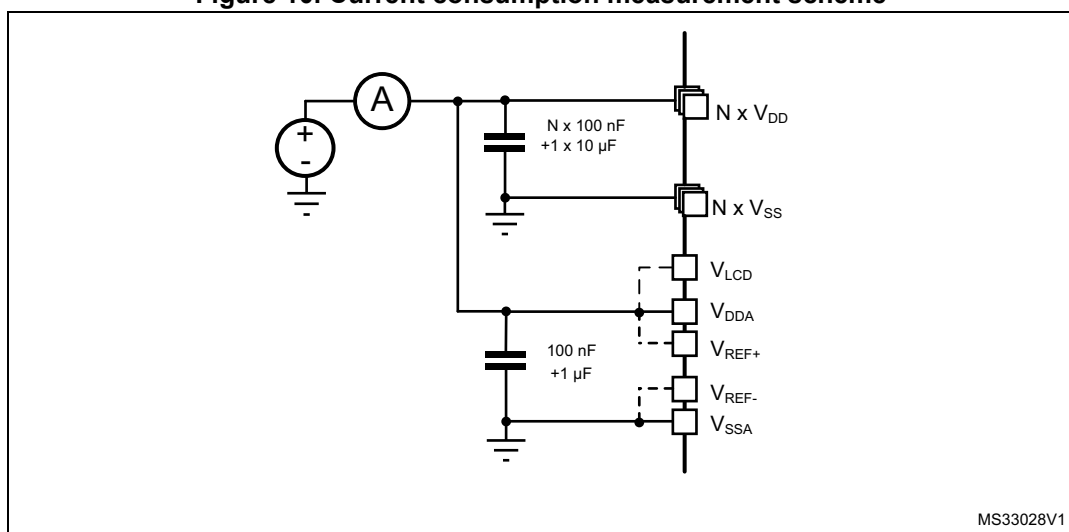 Figure 10. Current consumption measurement scheme
A
+
-
N x 100 nF
+1 x 10 µF
N x VDD
N x VSS
VLCD
VDDA
VREF+
100 nF
+1 µF
VREF-
VSSA
MS33028V1